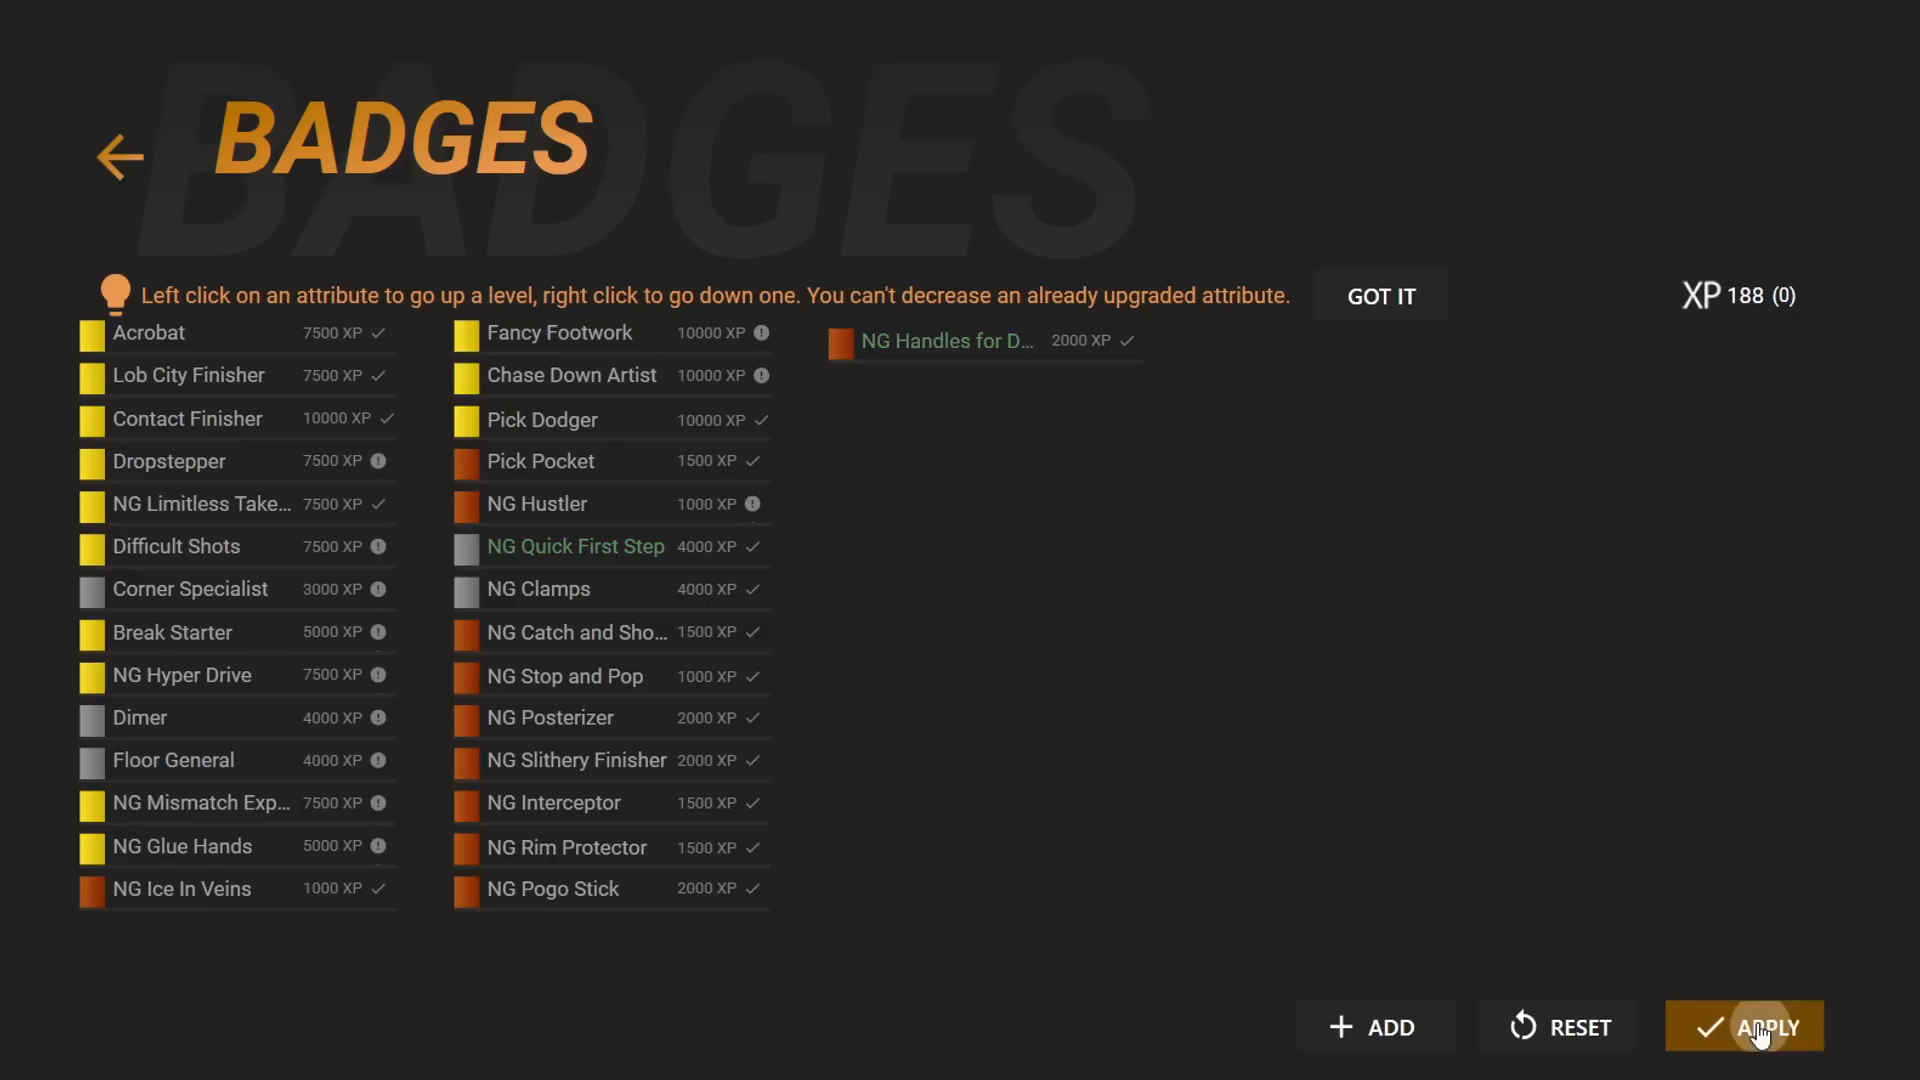 BADGES
BADGES
Left click on an attribute to go up a level, right click to go down one. You can't decrease an already upgraded attribute.
GOT IT
XP 188 (0)
Acrobat 7500 XP
Lob City Finisher 7500 XP
Contact Finisher 10000 XP
Dropstepper 7500 XP
NG Limitless Take... 7500 XP
Difficult Shots 7500 XP
Corner Specialist 3000 XP
Break Starter 5000 XP
NG Hyper Drive 7500 XP
Dimer 4000 XP
Floor General 4000 XP
NG Mismatch Exp... 7500 XP
NG Glue Hands 5000 XP
NG Ice In Veins 1000 XP
Fancy Footwork 10000 XP
Chase Down Artist 10000 XP
Pick Dodger 10000 XP
Pick Pocket 1500 XP
NG Hustler 1000 XP
NG Quick First Step 4000 XP
NG Clamps 4000 XP
NG Catch and Sho... 1500 XP
NG Stop and Pop 1000 XP
NG Posterizer 2000 XP
NG Slithery Finisher 2000 XP
NG Interceptor 1500 XP
NG Rim Protector 1500 XP
NG Pogo Stick 2000 XP
NG Handles for D... 2000 XP
ADD
RESET
APPLY